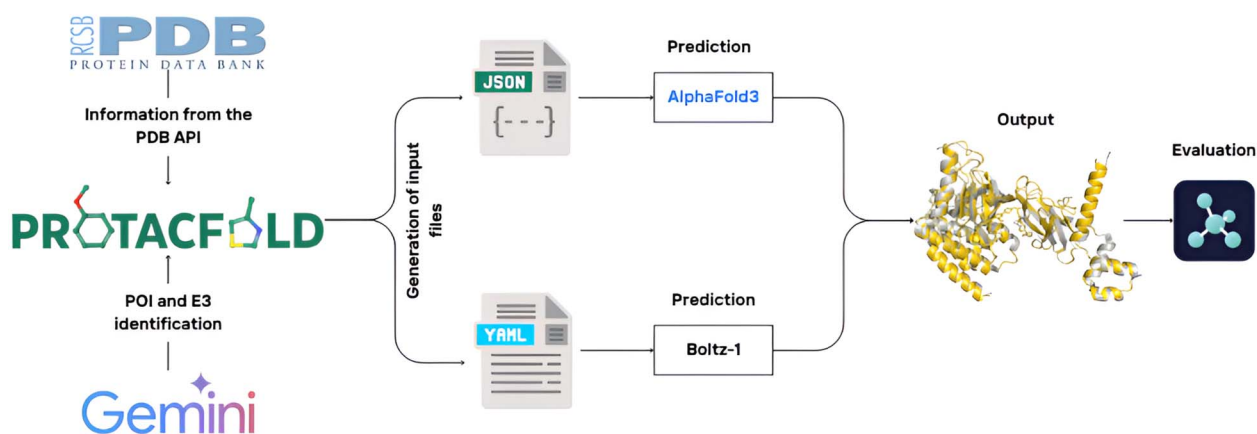 RCSB
PDB
PROTEIN DATA BANK
Information from the
PDB API
PROTACFOLD
POI and E3
identification
Gemini
Generation of input
files
JSON
{---}
YAML
Prediction
AlphaFold3
Prediction
Boltz-1
Output
Evaluation